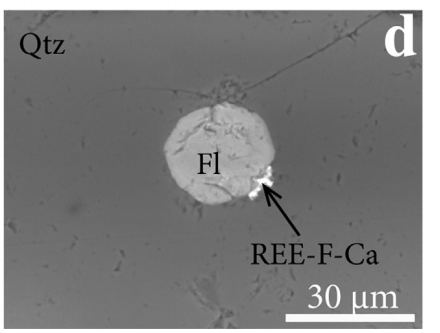 Qtz
d
Fl
REE-F-Ca
30 µm